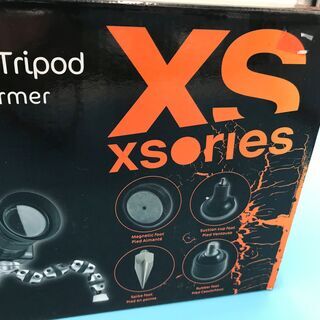 Tripod
rmer
XS
xsories
Magnetic foot
Pied Aimanté
Suction cup foot
Pied Ventouse
Spike foot
Pied en pointe
Rubber foot
Pied Caoutchouc